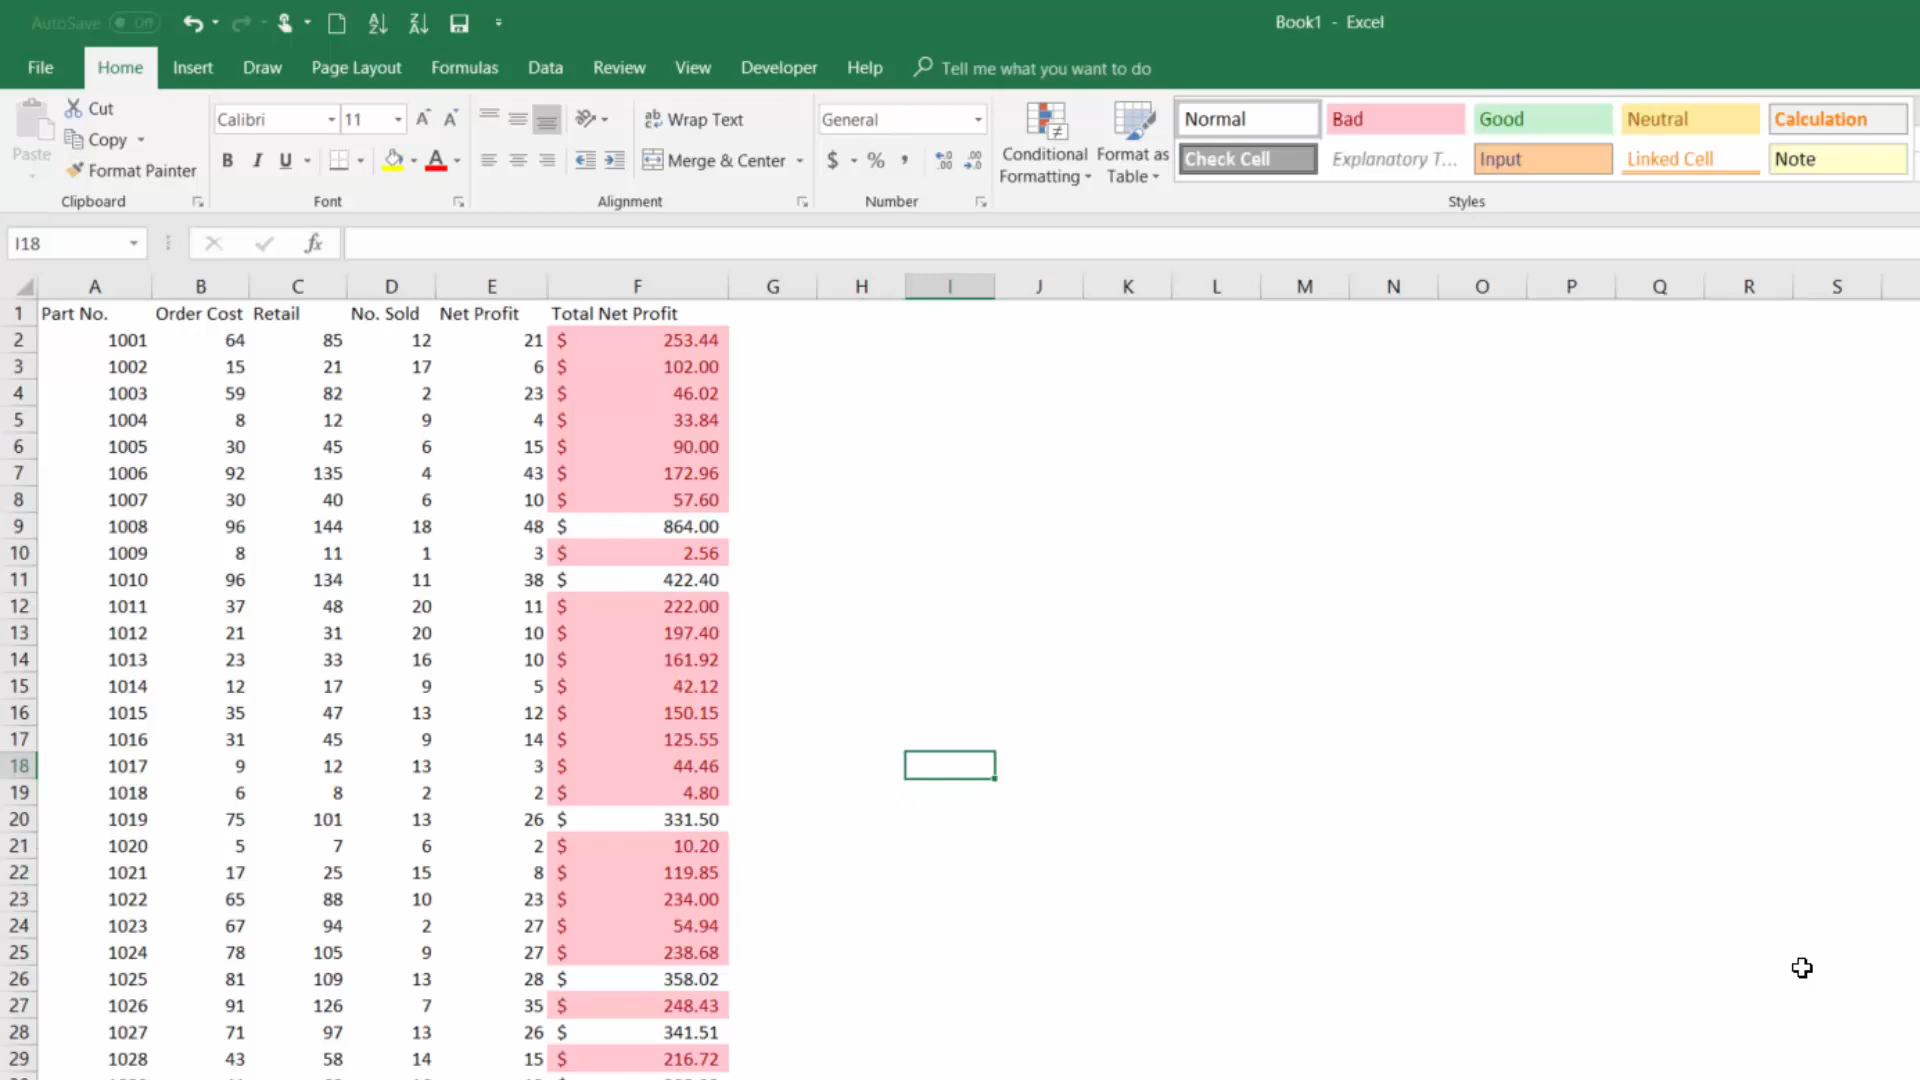 AutoSave Off
Book1 - Excel
File Home Insert Draw Page Layout Formulas Data Review View Developer Help Tell me what you want to do
Paste
Cut
Copy
Format Painter
Clipboard
Calibri 11
B I U A
Font
Wrap Text
Merge & Center
Alignment
General
$ % ,
Number
Conditional Formatting
Format as Table
Normal Bad Good Neutral Calculation
Check Cell Explanatory T... Input Linked Cell Note
Styles
I18 fx
A B C D E F G H I J K L M N O P Q R S
1 Part No. Order Cost Retail No. Sold Net Profit Total Net Profit
2 1001 64 85 12 21 $ 253.44
3 1002 15 21 17 6 $ 102.00
4 1003 59 82 2 23 $ 46.02
5 1004 8 12 9 4 $ 33.84
6 1005 30 45 6 15 $ 90.00
7 1006 92 135 4 43 $ 172.96
8 1007 30 40 6 10 $ 57.60
9 1008 96 144 18 48 $ 864.00
10 1009 8 11 1 3 $ 2.56
11 1010 96 134 11 38 $ 422.40
12 1011 37 48 20 11 $ 222.00
13 1012 21 31 20 10 $ 197.40
14 1013 23 33 16 10 $ 161.92
15 1014 12 17 9 5 $ 42.12
16 1015 35 47 13 12 $ 150.15
17 1016 31 45 9 14 $ 125.55
18 1017 9 12 13 3 $ 44.46
19 1018 6 8 2 2 $ 4.80
20 1019 75 101 13 26 $ 331.50
21 1020 5 7 6 2 $ 10.20
22 1021 17 25 15 8 $ 119.85
23 1022 65 88 10 23 $ 234.00
24 1023 67 94 2 27 $ 54.94
25 1024 78 105 9 27 $ 238.68
26 1025 81 109 13 28 $ 358.02
27 1026 91 126 7 35 $ 248.43
28 1027 71 97 13 26 $ 341.51
29 1028 43 58 14 15 $ 216.72